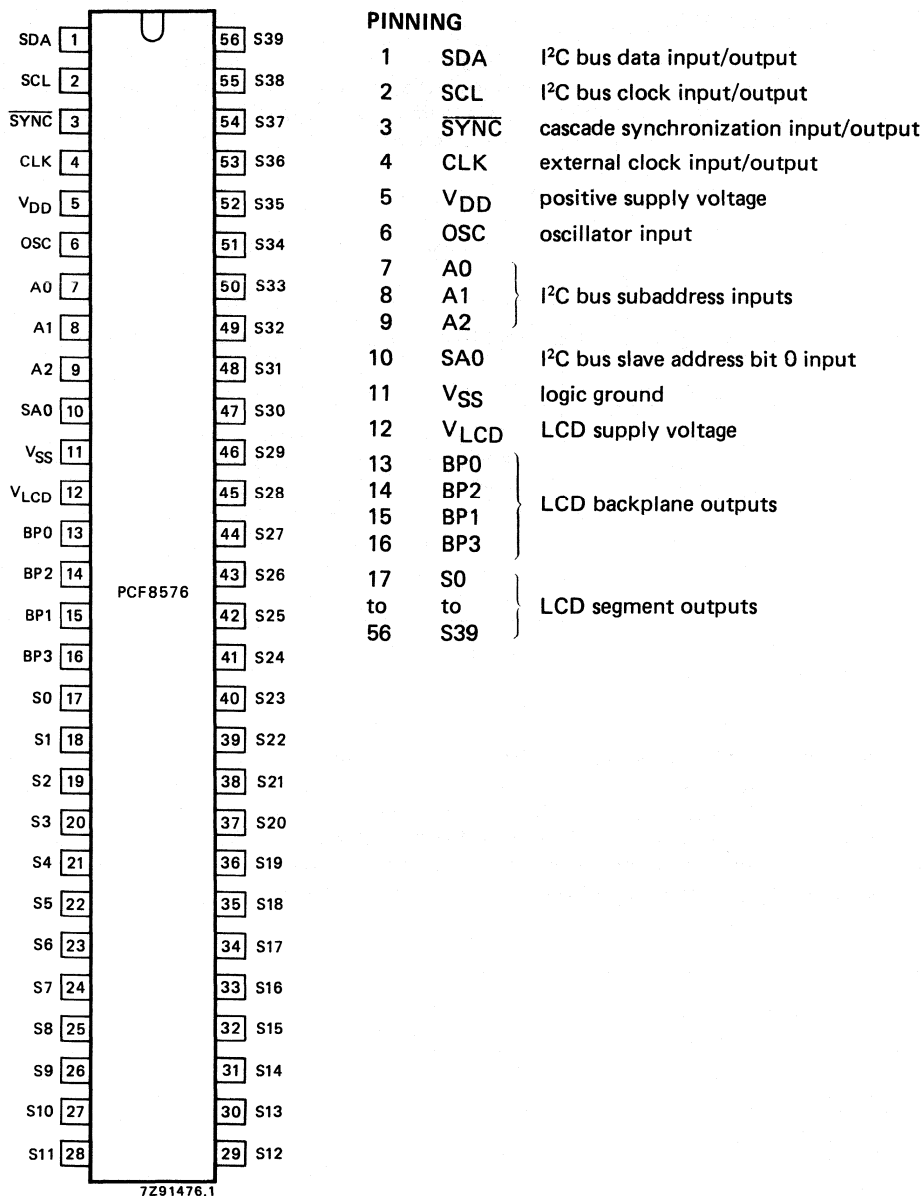 SDA 1 56 S39
SCL 2 55 S38
SYNC 3 54 S37
CLK 4 53 S36
VDD 5 52 S35
OSC 6 51 S34
A0 7 50 S33
A1 8 49 S32
A2 9 48 S31
SA0 10 47 S30
VSS 11 46 S29
VLCD 12 45 S28
BP0 13 44 S27
BP2 14 43 S26
PCF8576
BP1 15 42 S25
BP3 16 41 S24
S0 17 40 S23
S1 18 39 S22
S2 19 38 S21
S3 20 37 S20
S4 21 36 S19
S5 22 35 S18
S6 23 34 S17
S7 24 33 S16
S8 25 32 S15
S9 26 31 S14
S10 27 30 S13
S11 28 29 S12
7Z91476.1
PINNING
1 SDA I²C bus data input/output
2 SCL I²C bus clock input/output
3 SYNC cascade synchronization input/output
4 CLK external clock input/output
5 VDD positive supply voltage
6 OSC oscillator input
7 A0
8 A1 I²C bus subaddress inputs
9 A2
10 SA0 I²C bus slave address bit 0 input
11 VSS logic ground
12 VLCD LCD supply voltage
13 BP0
14 BP2 LCD backplane outputs
15 BP1
16 BP3
17 S0
to to LCD segment outputs
56 S39